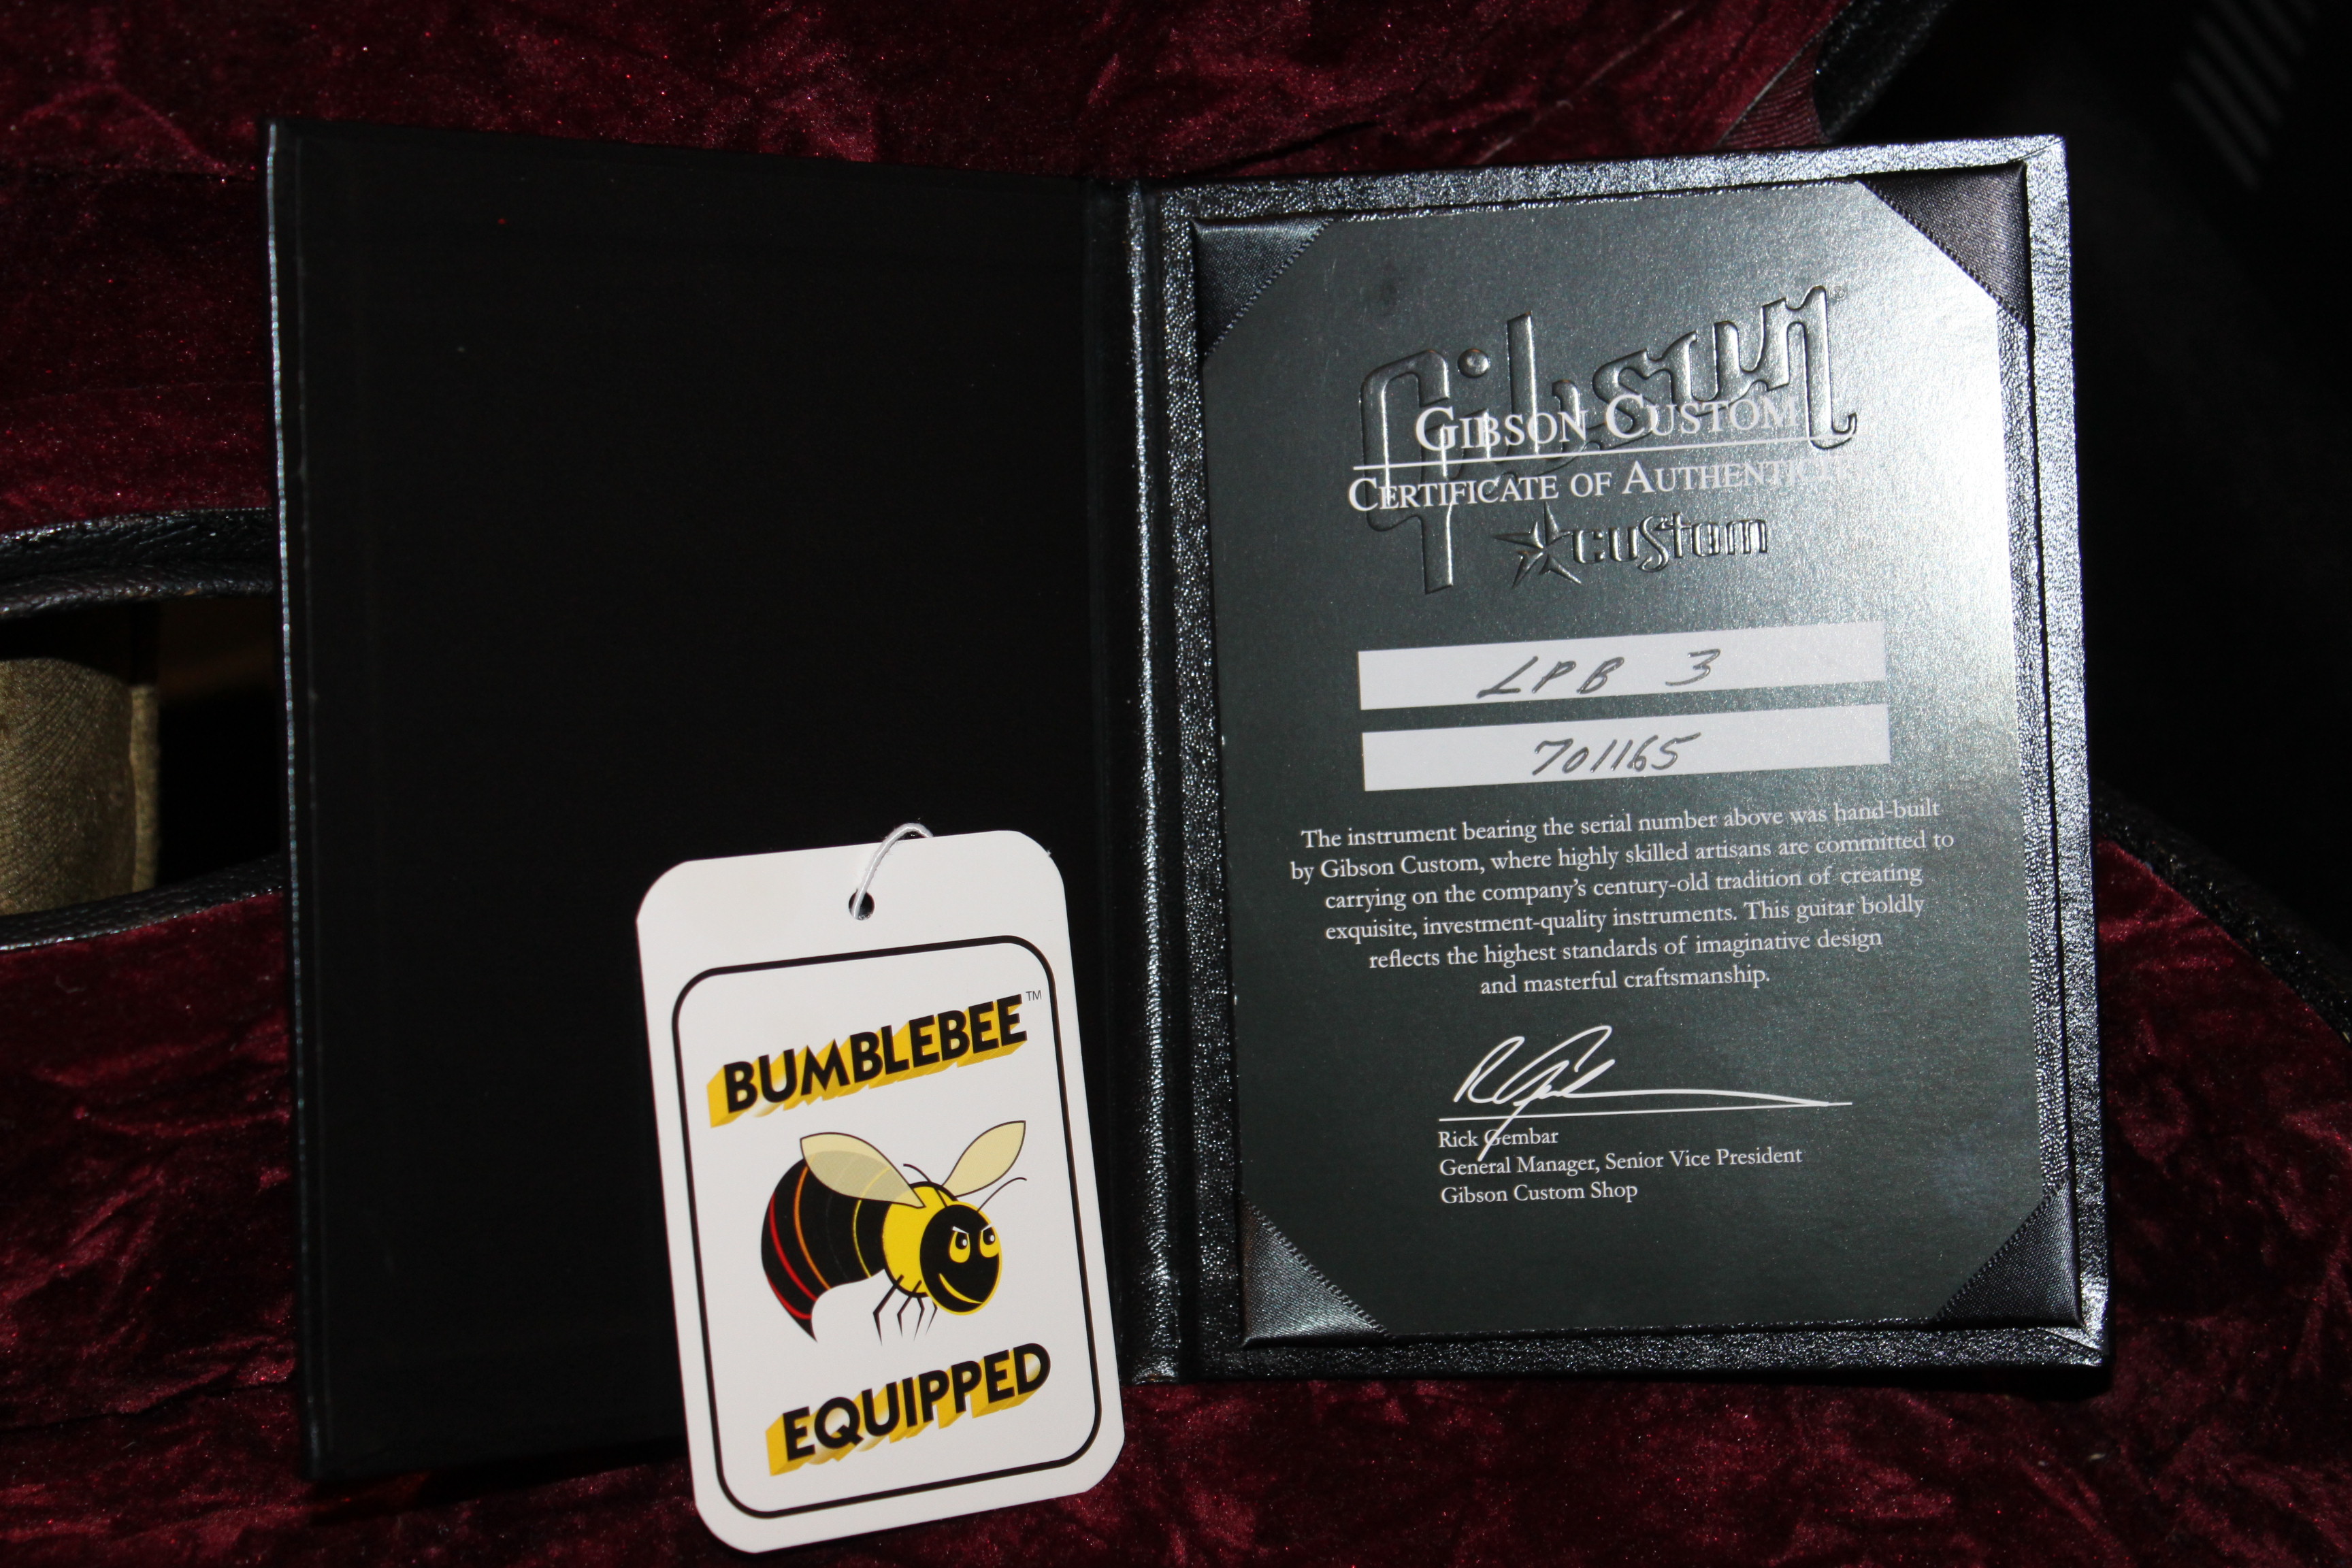 BUMBLEBEE™
EQUIPPED
Gibson
GIBSON CUSTOM
CERTIFICATE OF AUTHENTICITY
custom
LPB 3
701165
The instrument bearing the serial number above was hand-built
by Gibson Custom, where highly skilled artisans are committed to
carrying on the company's century-old tradition of creating
exquisite, investment-quality instruments. This guitar boldly
reflects the highest standards of imaginative design
and masterful craftsmanship.
Rick Gembar
General Manager, Senior Vice President
Gibson Custom Shop